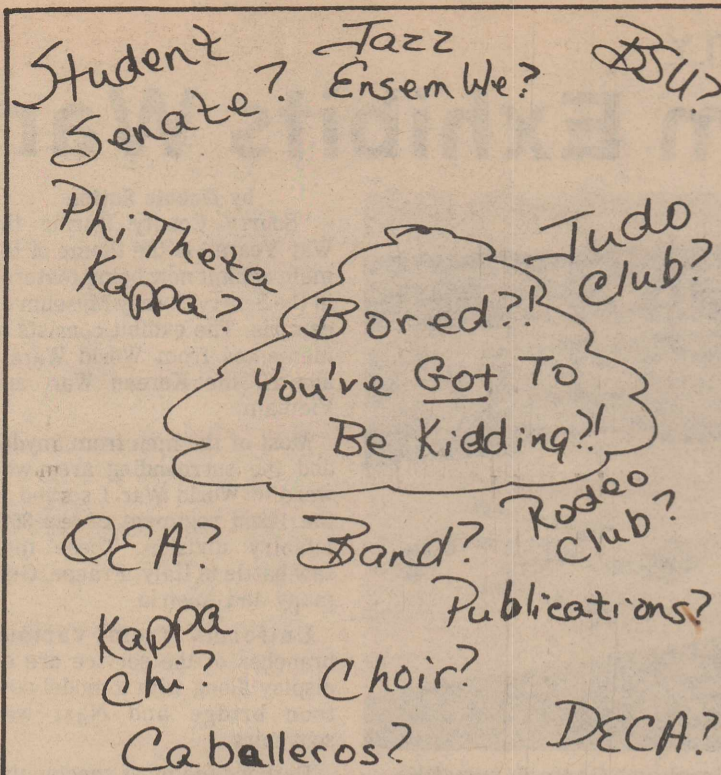 Student
Senate?
Jazz
Ensemble?
BSU?
Phi Theta
Kappa?
Judo
Club?
Bored?!
You've Got To
Be Kidding?!
OEA?
Band?
Rodeo
Club?
Publications?
Kappa
Chi?
Choir?
Caballeros?
DECA?